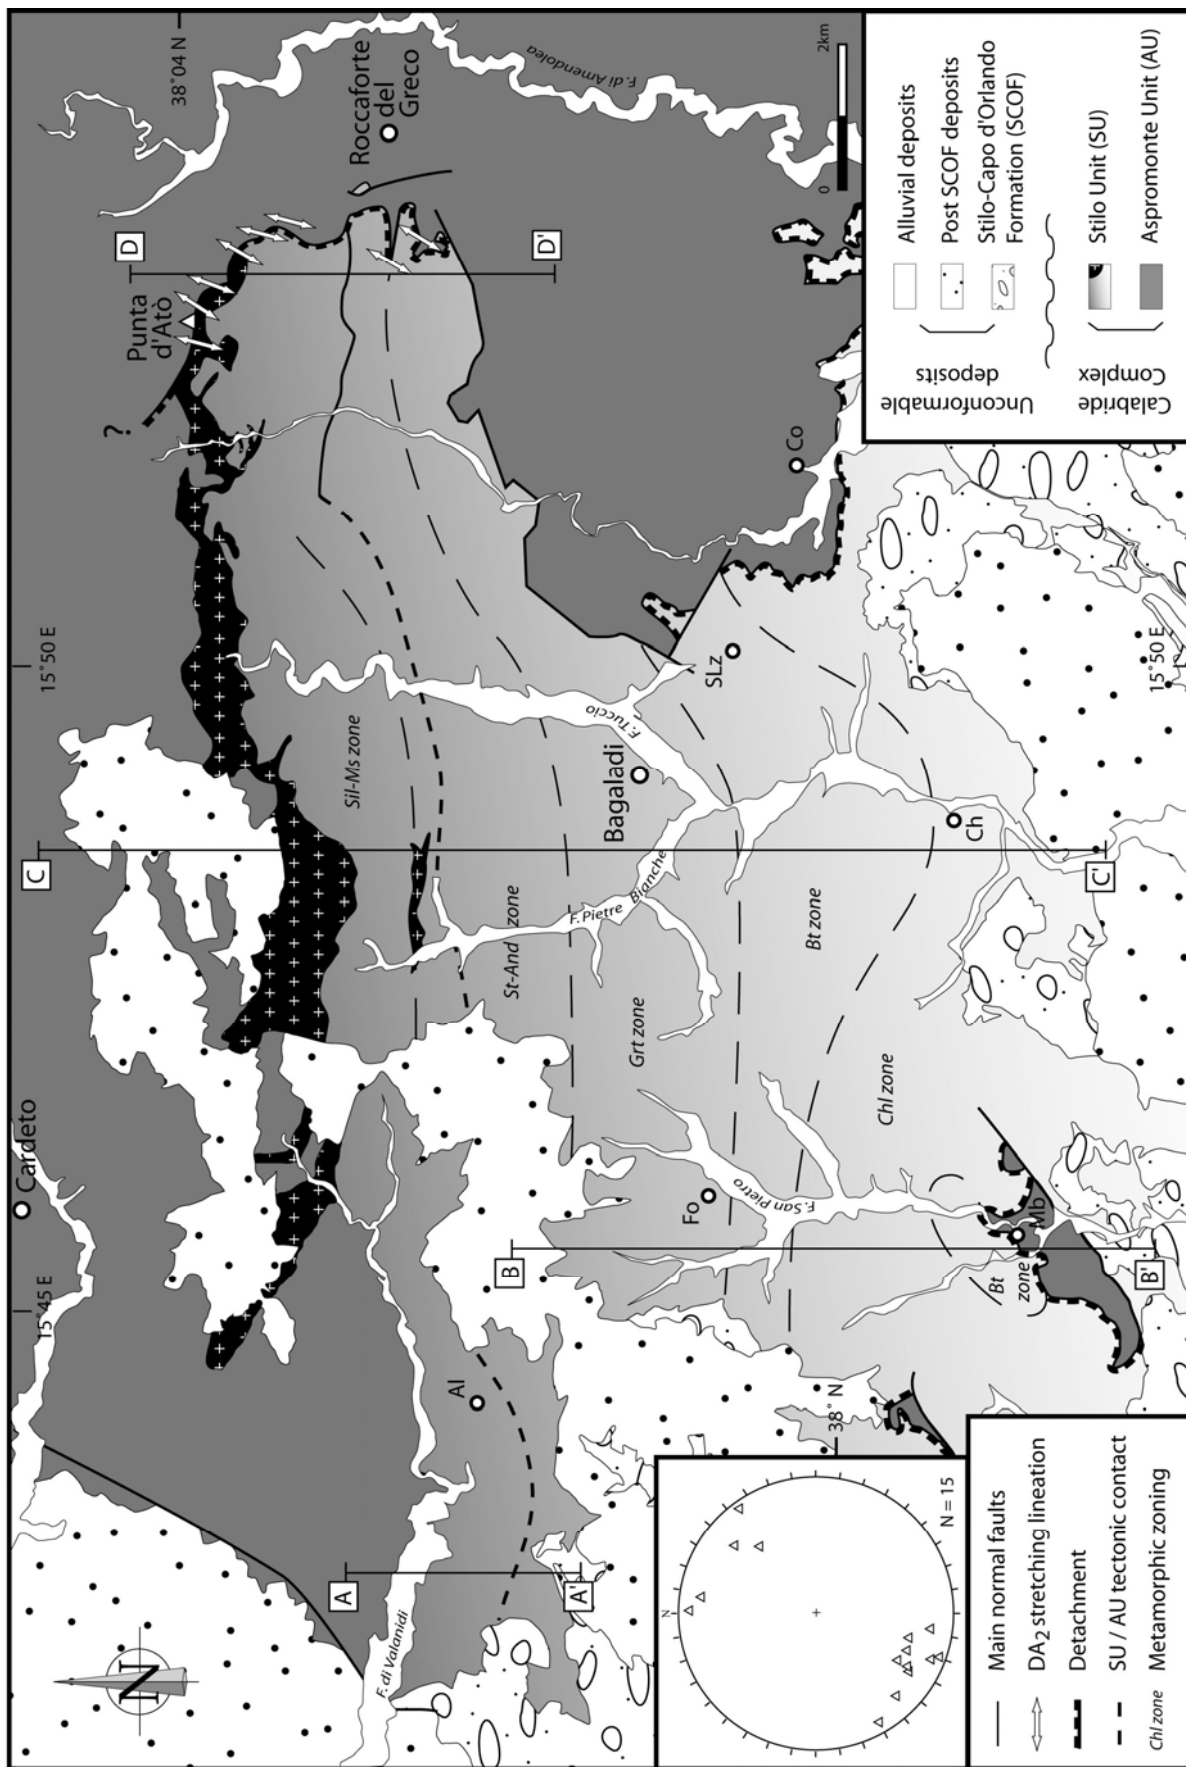 38°04 N
Roccaforte
del
Greco
F. di Amendolea
2km
0
D
D'
Punta
d'Atò
?
Co
15°50 E
15°50 E
SLz
F. Tuccio
Bagaladi
Sil-Ms zone
C
C'
Ch
F. Pietre Bianche
St-And zone
Grt zone
Bt zone
Chl zone
Cardeto
Fo
F. San Pietro
Mb
B
B'
Bt
zone
15°45 E
Al
38° N
A
A'
F. di Valanidi
N
N
N = 15
Main normal faults
DA2 stretching lineation
Detachment
SU / AU tectonic contact
Chl zone Metamorphic zoning
Unconformable
deposits
Alluvial deposits
Post SCOF deposits
Stilo-Capo d'Orlando
Formation (SCOF)
Calabride
Complex
Stilo Unit (SU)
Aspromonte Unit (AU)